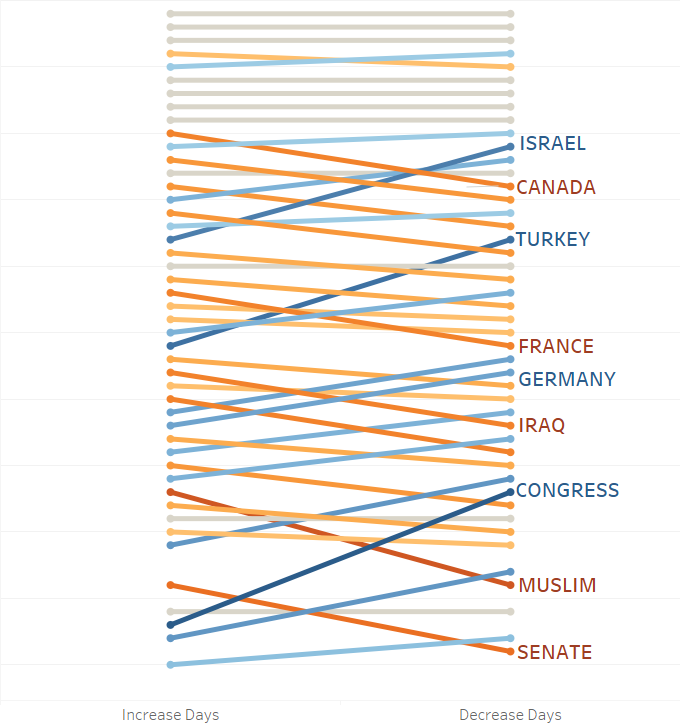 ISRAEL
CANADA
TURKEY
FRANCE
GERMANY
IRAQ
CONGRESS
MUSLIM
SENATE
Increase Days
Decrease Days